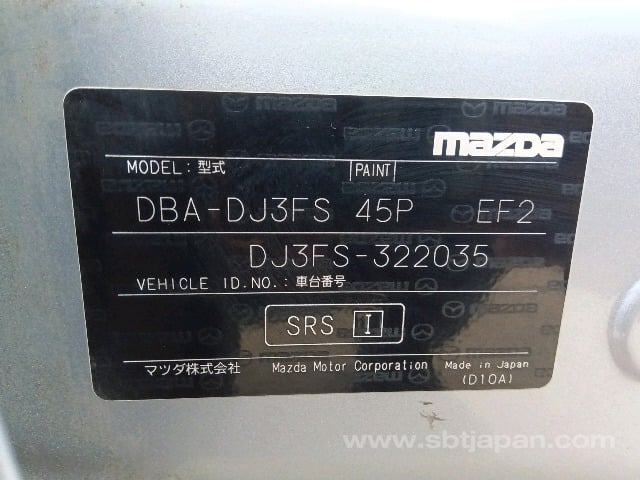 mazda
MODEL: 型式 PAINT
DBA-DJ3FS 45P EF2
DJ3FS-322035
VEHICLE ID.NO.: 車台番号
SRS I
マツダ株式会社 Mazda Motor Corporation Made in Japan
(D10A)
www.sbtjapan.com